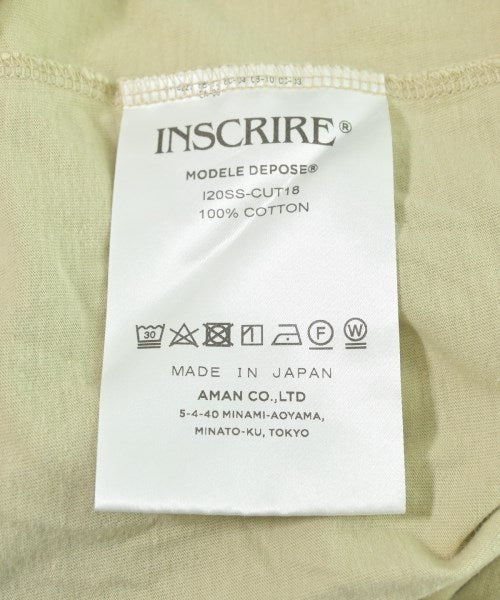 INSCRIRE®
MODELE DEPOSE®
I20SS-CUT18
100% COTTON
30 F W
MADE IN JAPAN
AMAN CO.,LTD
5-4-40 MINAMI-AOYAMA,
MINATO-KU, TOKYO